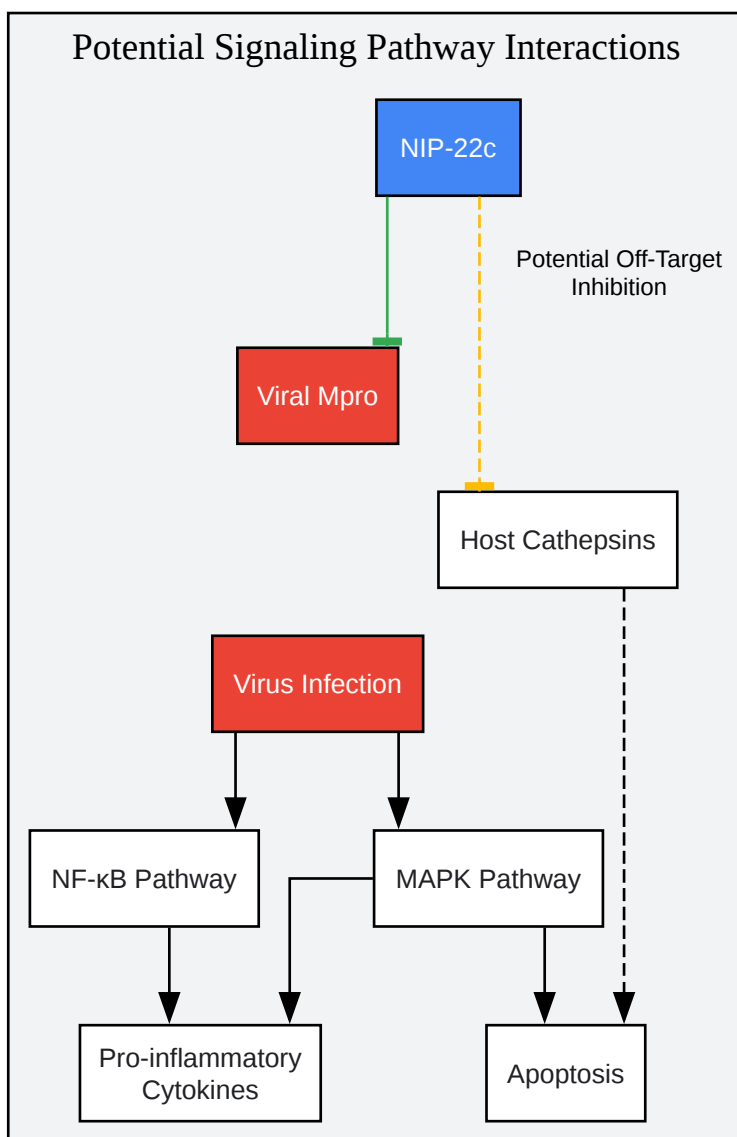 Potential Signaling Pathway Interactions
NIP-22c
Potential Off-Target
Inhibition
Viral Mpro
Host Cathepsins
Virus Infection
NF-κB Pathway
MAPK Pathway
Pro-inflammatory
Cytokines
Apoptosis